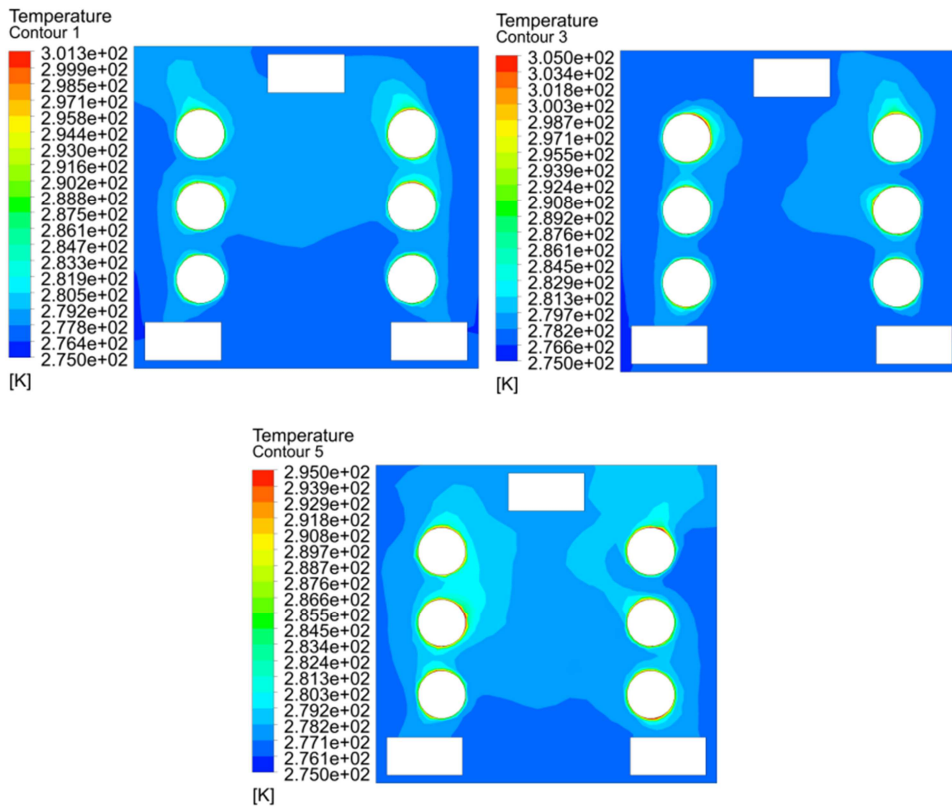 Temperature
Contour 1
3.013e+02
2.999e+02
2.985e+02
2.971e+02
2.958e+02
2.944e+02
2.930e+02
2.916e+02
2.902e+02
2.888e+02
2.875e+02
2.861e+02
2.847e+02
2.833e+02
2.819e+02
2.805e+02
2.792e+02
2.778e+02
2.764e+02
2.750e+02
[K]
Temperature
Contour 3
3.050e+02
3.034e+02
3.018e+02
3.003e+02
2.987e+02
2.971e+02
2.955e+02
2.939e+02
2.924e+02
2.908e+02
2.892e+02
2.876e+02
2.861e+02
2.845e+02
2.829e+02
2.813e+02
2.797e+02
2.782e+02
2.766e+02
2.750e+02
[K]
Temperature
Contour 5
2.950e+02
2.939e+02
2.929e+02
2.918e+02
2.908e+02
2.897e+02
2.887e+02
2.876e+02
2.866e+02
2.855e+02
2.845e+02
2.834e+02
2.824e+02
2.813e+02
2.803e+02
2.792e+02
2.782e+02
2.771e+02
2.761e+02
2.750e+02
[K]